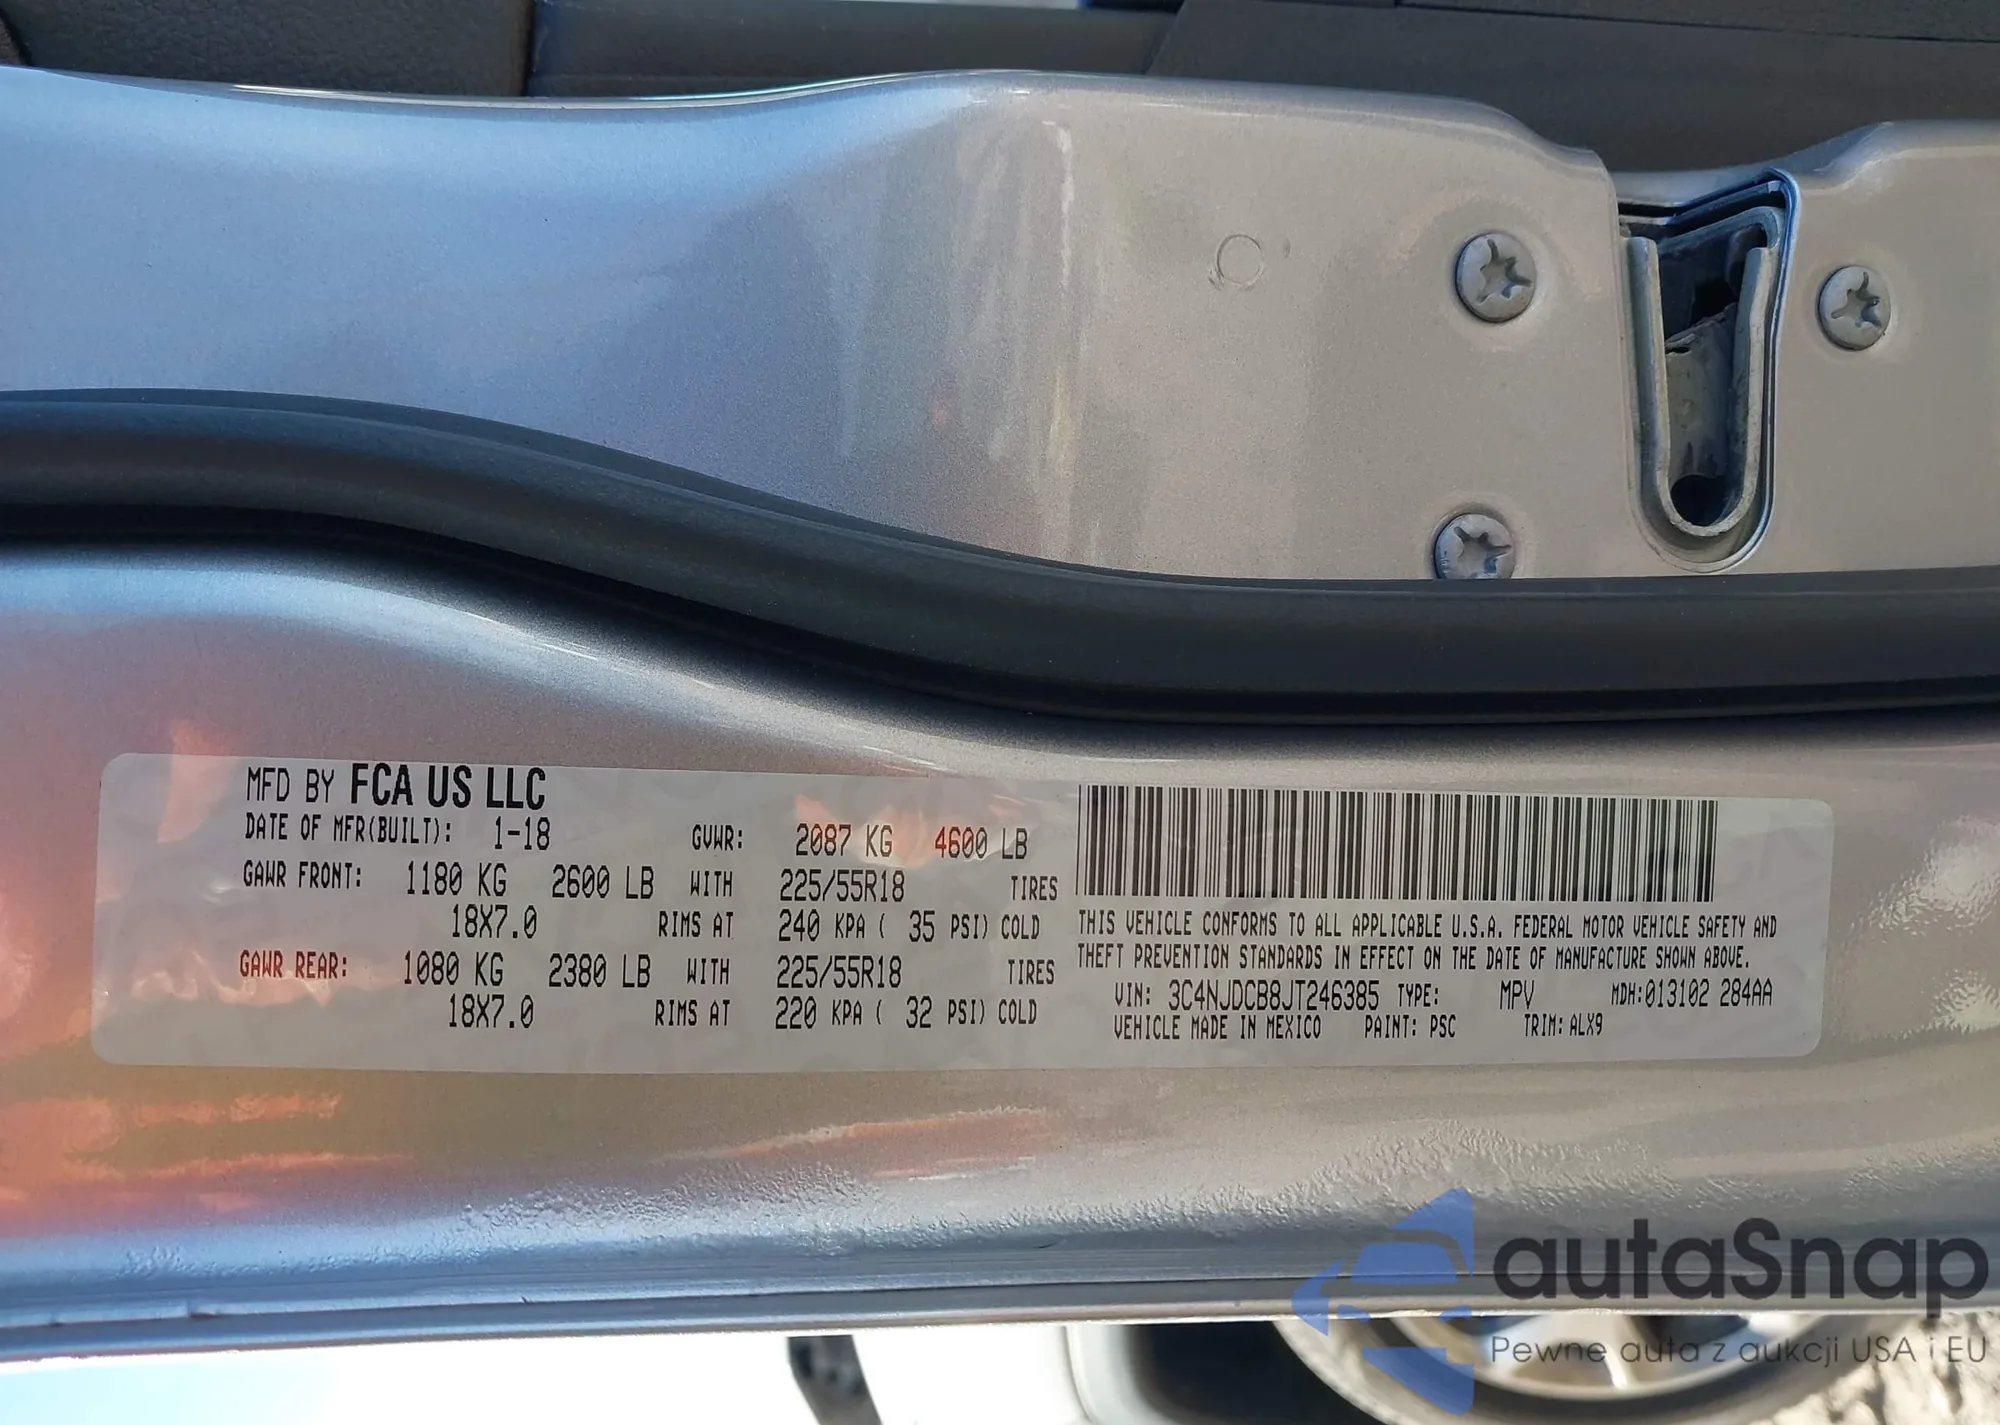 MFD BY FCA US LLC
DATE OF MFR(BUILT): 1-18 GVWR: 2087 KG 4600 LB
GAWR FRONT: 1180 KG 2600 LB WITH 225/55R18 TIRES
18X7.0 RIMS AT 240 KPA ( 35 PSI) COLD
GAWR REAR: 1080 KG 2380 LB WITH 225/55R18 TIRES
18X7.0 RIMS AT 220 KPA ( 32 PSI) COLD
THIS VEHICLE CONFORMS TO ALL APPLICABLE U.S.A. FEDERAL MOTOR VEHICLE SAFETY AND
THEFT PREVENTION STANDARDS IN EFFECT ON THE DATE OF MANUFACTURE SHOWN ABOVE.
VIN: 3C4NJDCB8JT246385 TYPE: MPV MDH:013102 284AA
VEHICLE MADE IN MEXICO PAINT: PSC TRIM: ALX9
autaSnap
Pewne auta z aukcji USA i EU